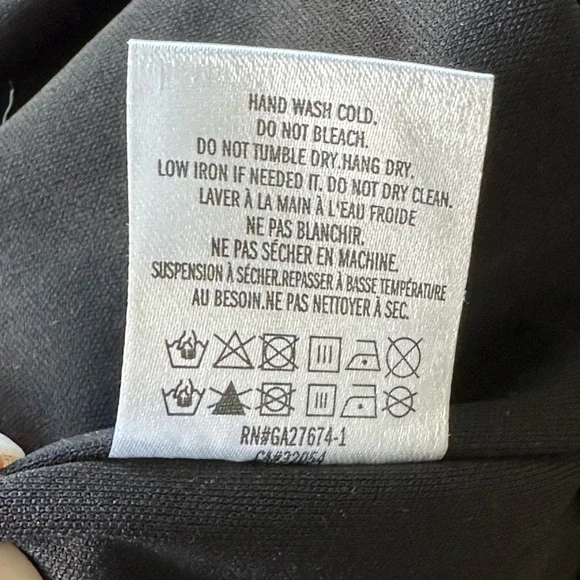 HAND WASH COLD.
DO NOT BLEACH.
DO NOT TUMBLE DRY.HANG DRY.
LOW IRON IF NEEDED IT. DO NOT DRY CLEAN.
LAVER À LA MAIN À L'EAU FROIDE
NE PAS BLANCHIR.
NE PAS SÉCHER EN MACHINE.
SUSPENSION À SÉCHER.REPASSER À BASSE TEMPÉRATURE
AU BESOIN.NE PAS NETTOYER À SEC.
RN#GA27674-1
CA#32054